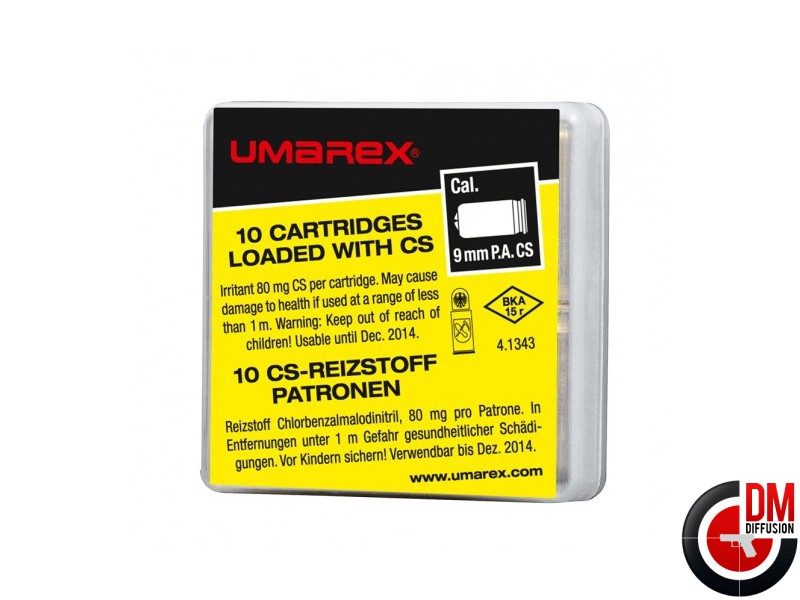 UMAREX®
Cal.
9 mm P.A. CS
10 CARTRIDGES
LOADED WITH CS
Irritant 80 mg CS per cartridge. May cause
damage to health if used at a range of less
than 1 m. Warning: Keep out of reach of
children! Usable until Dec. 2014.
BKA
15 r
4.1343
10 CS-REIZSTOFF
PATRONEN
Reizstoff Chlorbenzalmalodinitril, 80 mg pro Patrone. In
Entfernungen unter 1 m Gefahr gesundheitlicher Schädi-
gungen. Vor Kindern sichern! Verwendbar bis Dez. 2014.
www.umarex.com
DM
DIFFUSION